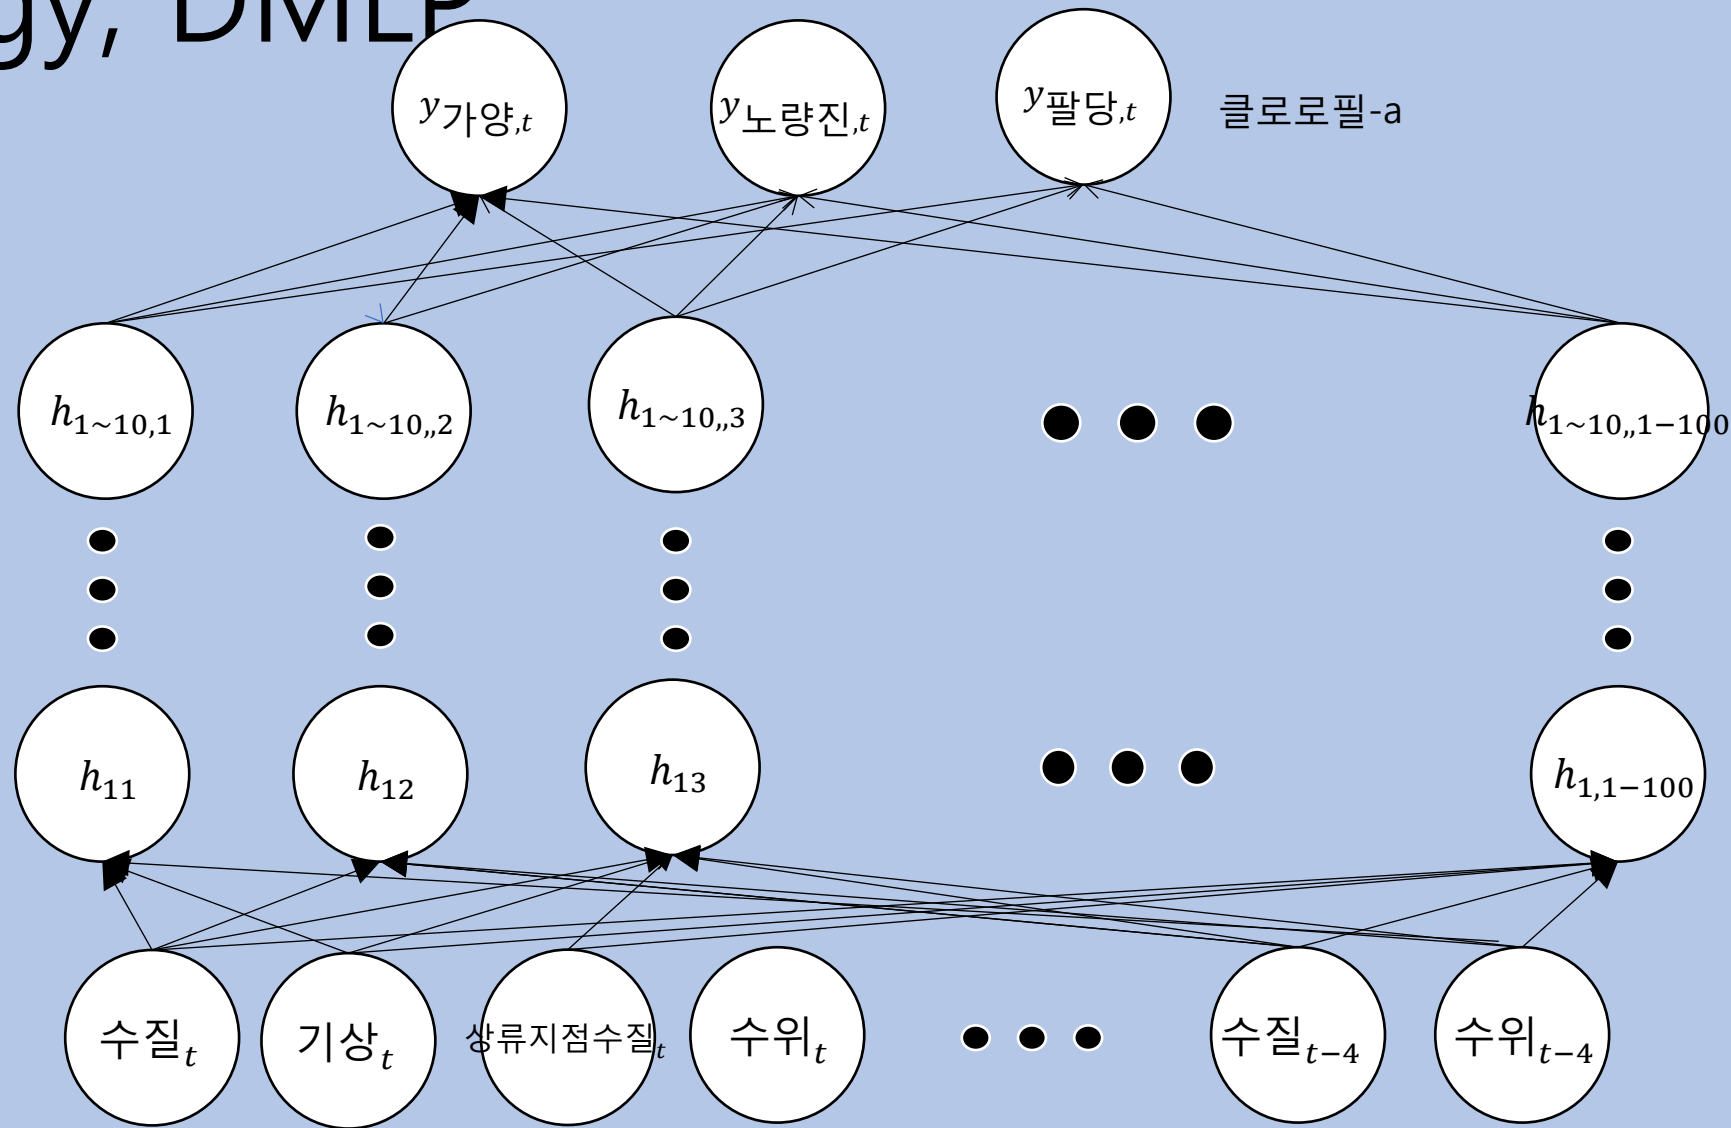 gy, DMLP
y가양,t
y노량진,t
y팔당,t
클로로필-a
h1~10,1
h1~10,,2
h1~10,,3
h1~10,,1−100
h11
h12
h13
h1,1−100
수질t
기상t
상류지점수질t
수위t
수질t−4
수위t−4